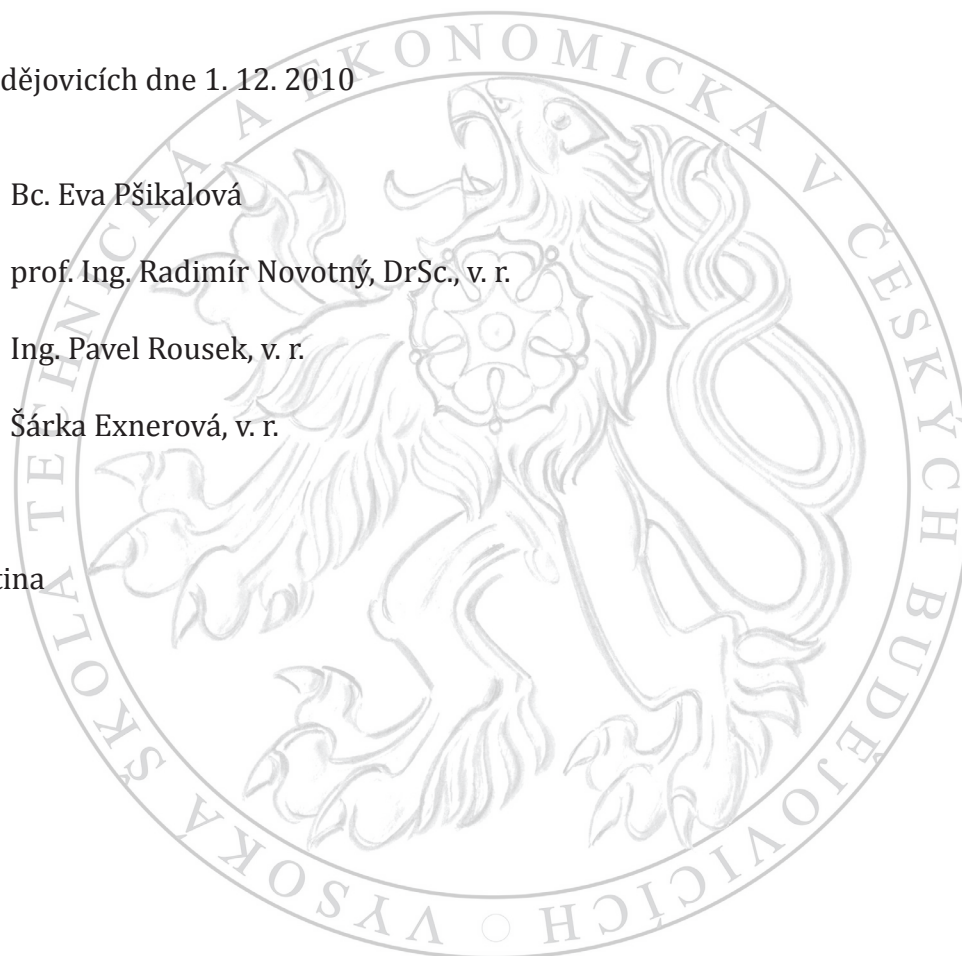 dějovicích dne 1. 12. 2010
Bc. Eva Pšikalová
prof. Ing. Radimír Novotný, DrSc., v. r.
Ing. Pavel Rousek, v. r.
Šárka Exnerová, v. r.
tina
VYSOKÁ ŠKOLA TECHNICKÁ A EKONOMICKÁ V ČESKÝCH BUDĚJOVICÍCH